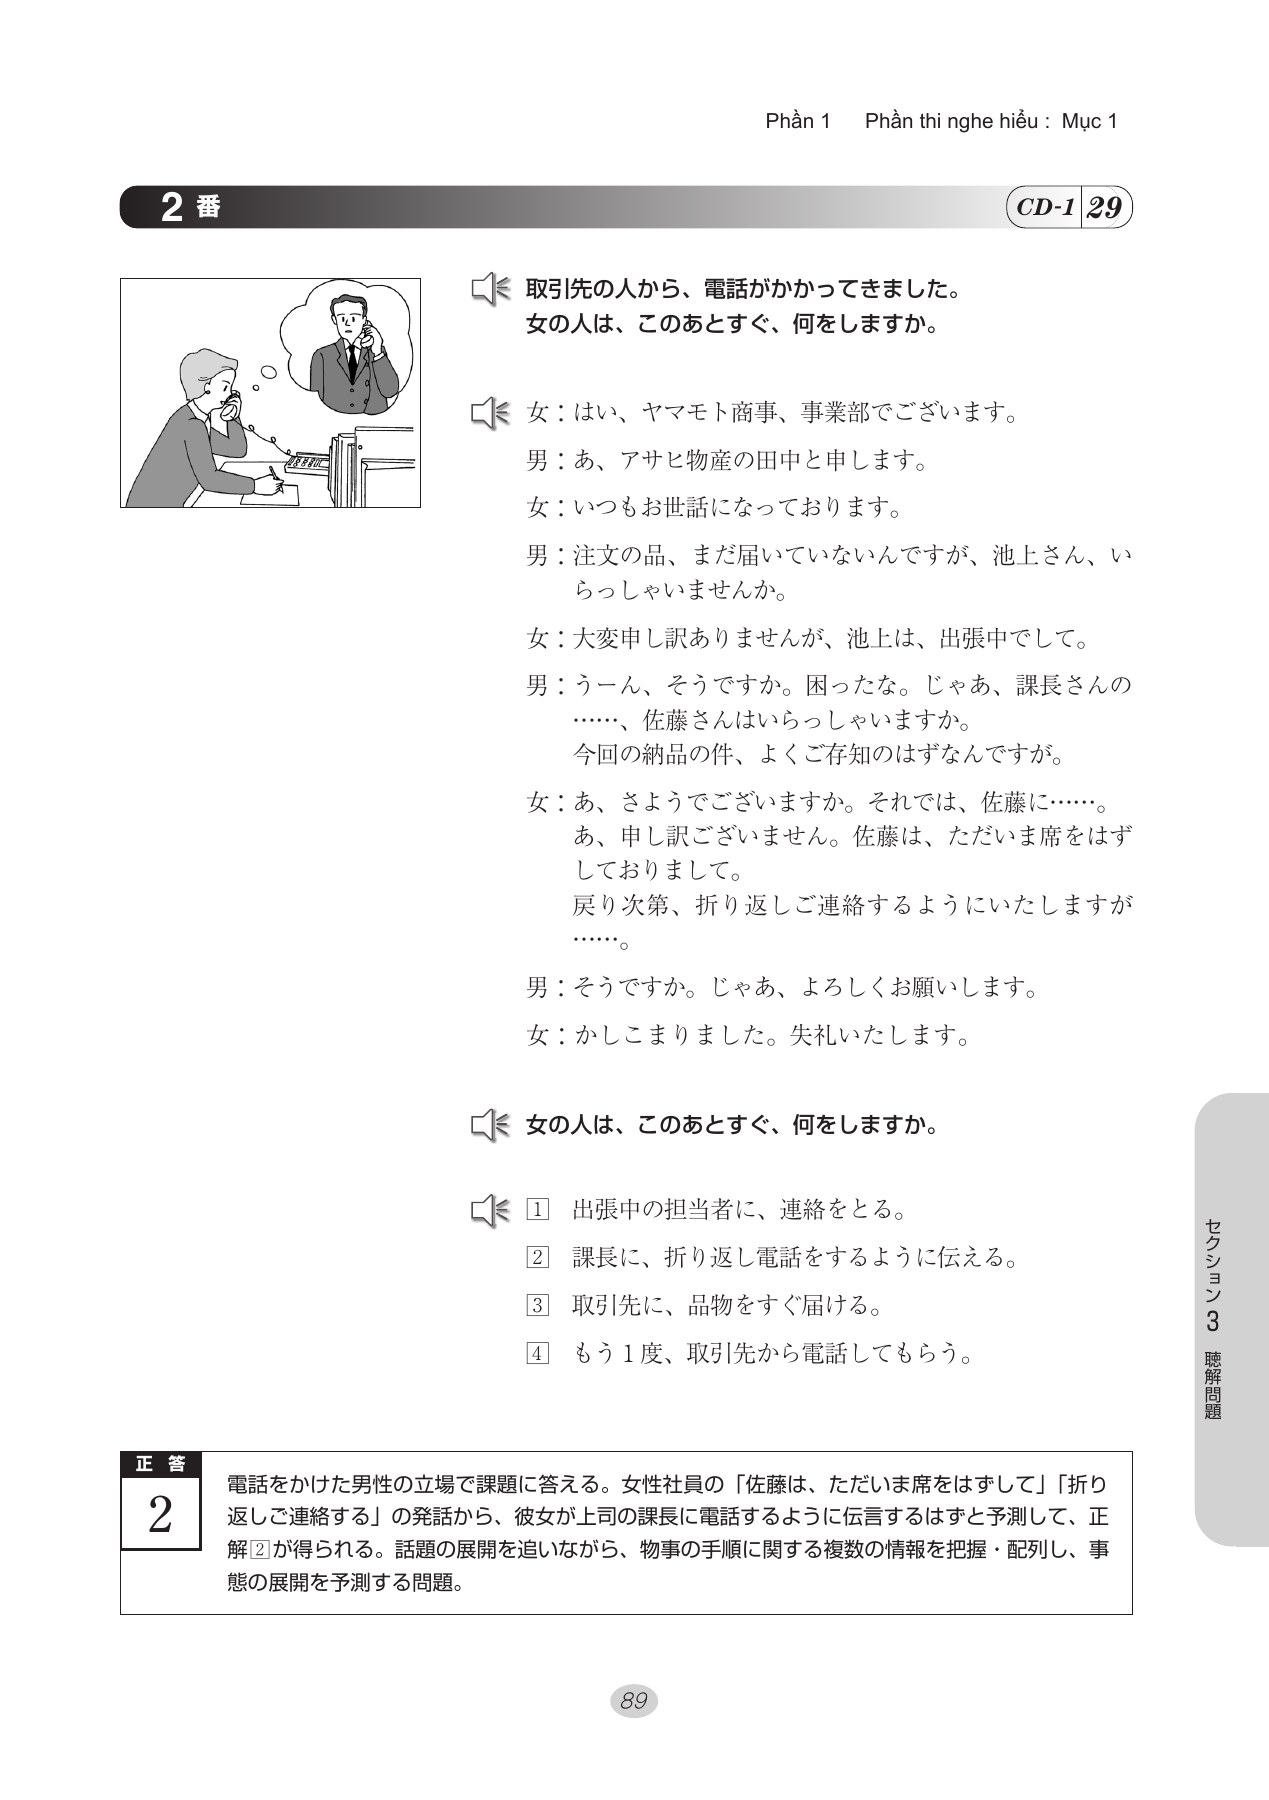 Phần 1 Phần thi nghe hiểu : Mục 1
2 番
CD-1 29
取引先の人から、電話がかかってきました。
女の人は、このあとすぐ、何をしますか。
女：はい、ヤマモト商事、事業部でございます。
男：あ、アサヒ物産の田中と申します。
女：いつもお世話になっております。
男：注文の品、まだ届いていないんですが、池上さん、い
らっしゃいませんか。
女：大変申し訳ありませんが、池上は、出張中でして。
男：うーん、そうですか。困ったな。じゃあ、課長さんの
……、佐藤さんはいらっしゃいますか。
今回の納品の件、よくご存知のはずなんですが。
女：あ、さようでございますか。それでは、佐藤に……。
あ、申し訳ございません。佐藤は、ただいま席をはず
しておりまして。
戻り次第、折り返しご連絡するようにいたしますが
……。
男：そうですか。じゃあ、よろしくお願いします。
女：かしこまりました。失礼いたします。
女の人は、このあとすぐ、何をしますか。
1 出張中の担当者に、連絡をとる。
2 課長に、折り返し電話をするように伝える。
3 取引先に、品物をすぐ届ける。
4 もう１度、取引先から電話してもらう。
セクション 3 聴解問題
正 答
2
電話をかけた男性の立場で課題に答える。女性社員の「佐藤は、ただいま席をはずして」「折り
返しご連絡する」の発話から、彼女が上司の課長に電話するように伝言するはずと予測して、正
解2が得られる。話題の展開を追いながら、物事の手順に関する複数の情報を把握・配列し、事
態の展開を予測する問題。
89